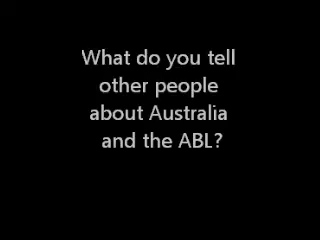 What do you tell
other people
about Australia
and the ABL?